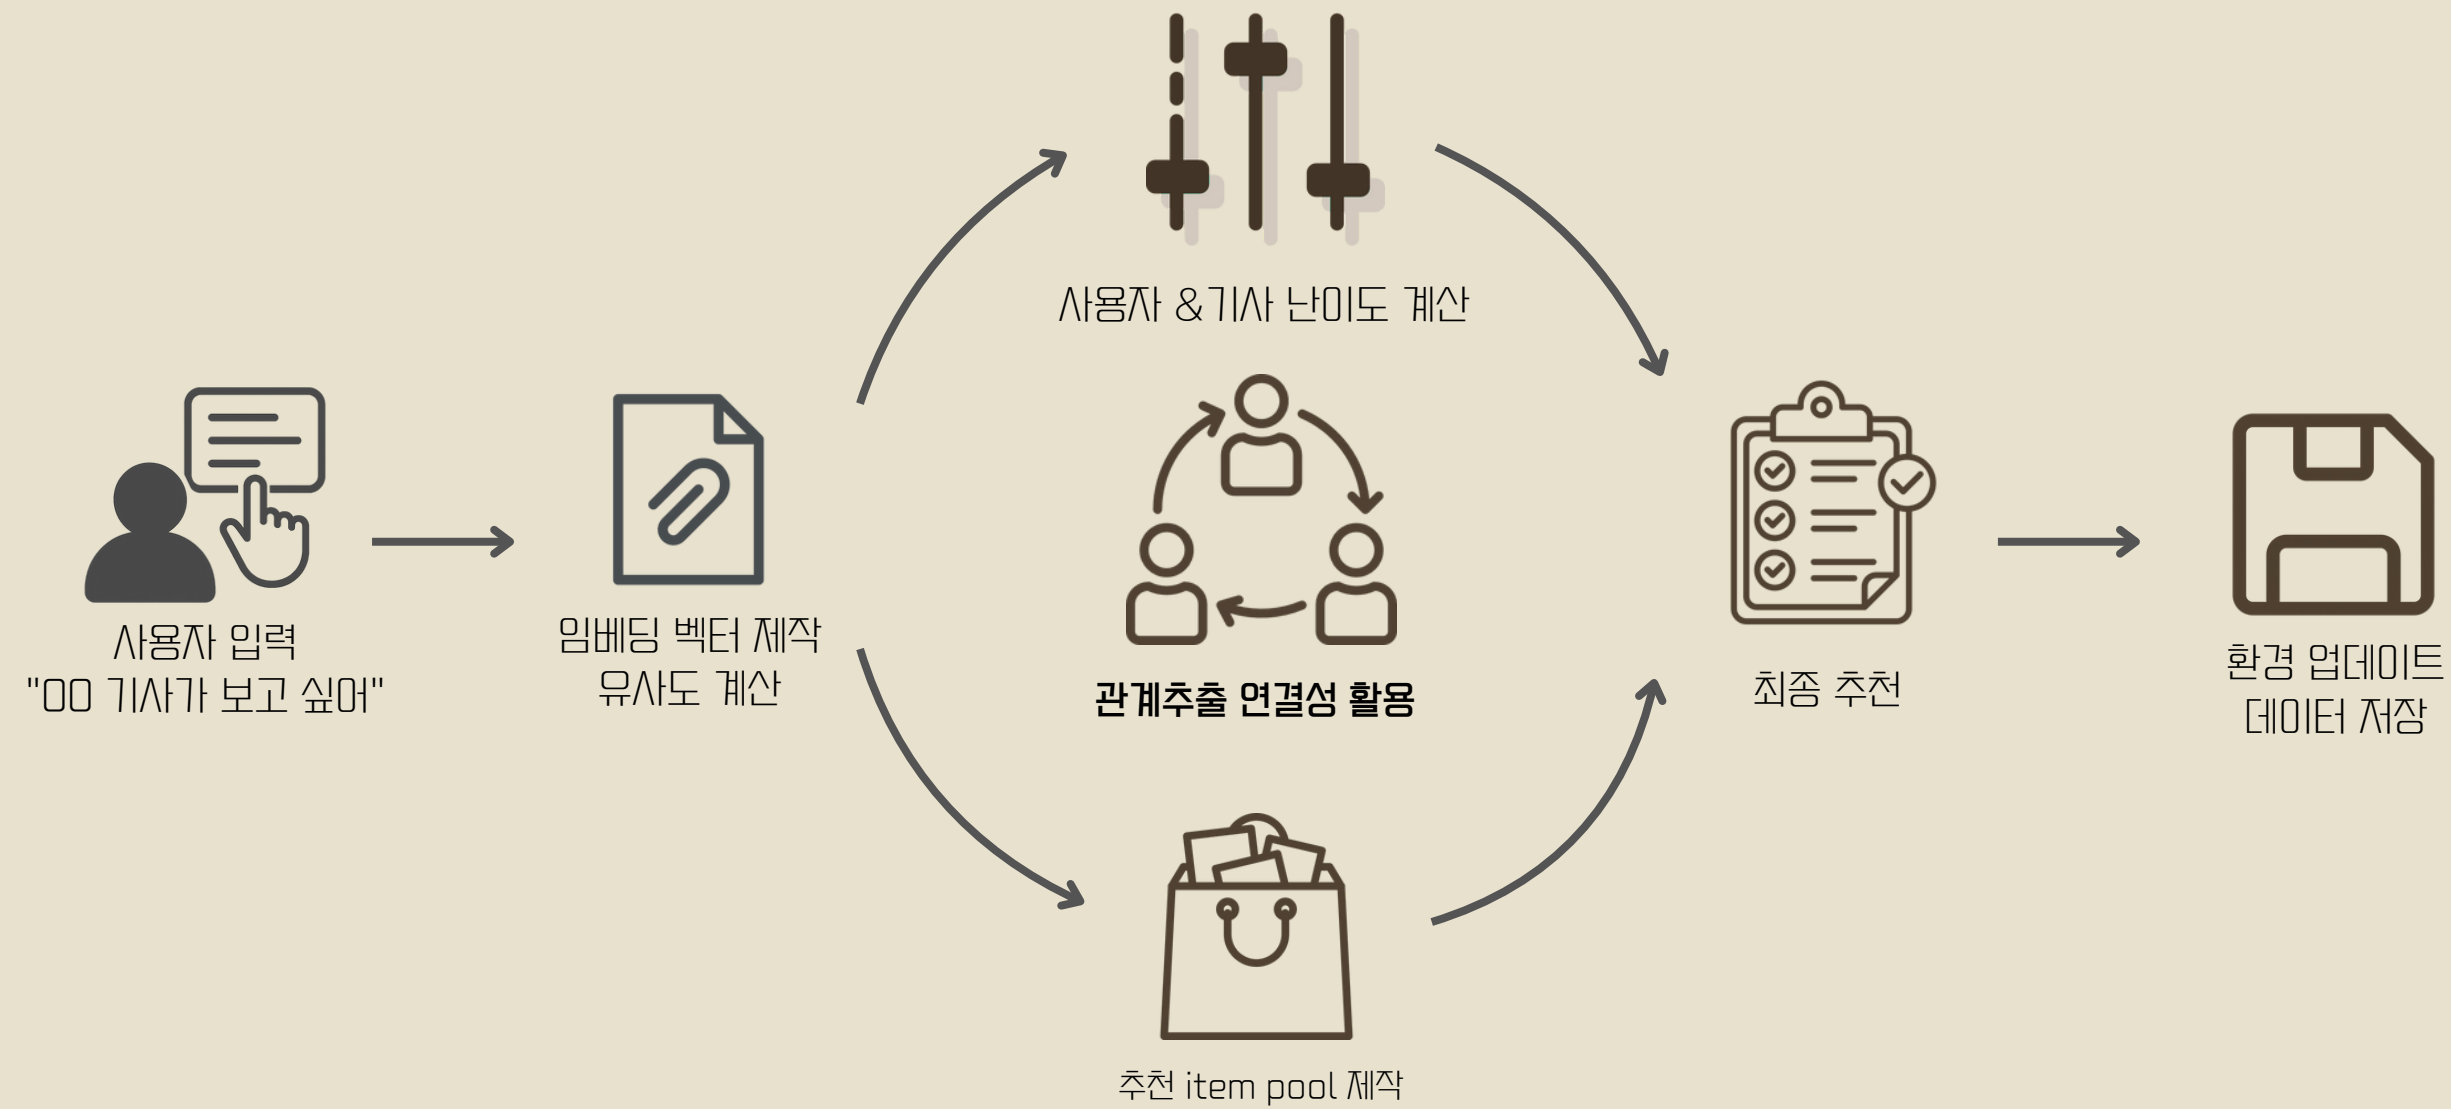 사용자 입력
"OO 기사가 보고 싶어"
임베딩 벡터 제작
유사도 계산
사용자 &기사 난이도 계산
관계추출 연결성 활용
추천 item pool 제작
최종 추천
환경 업데이트
데이터 저장